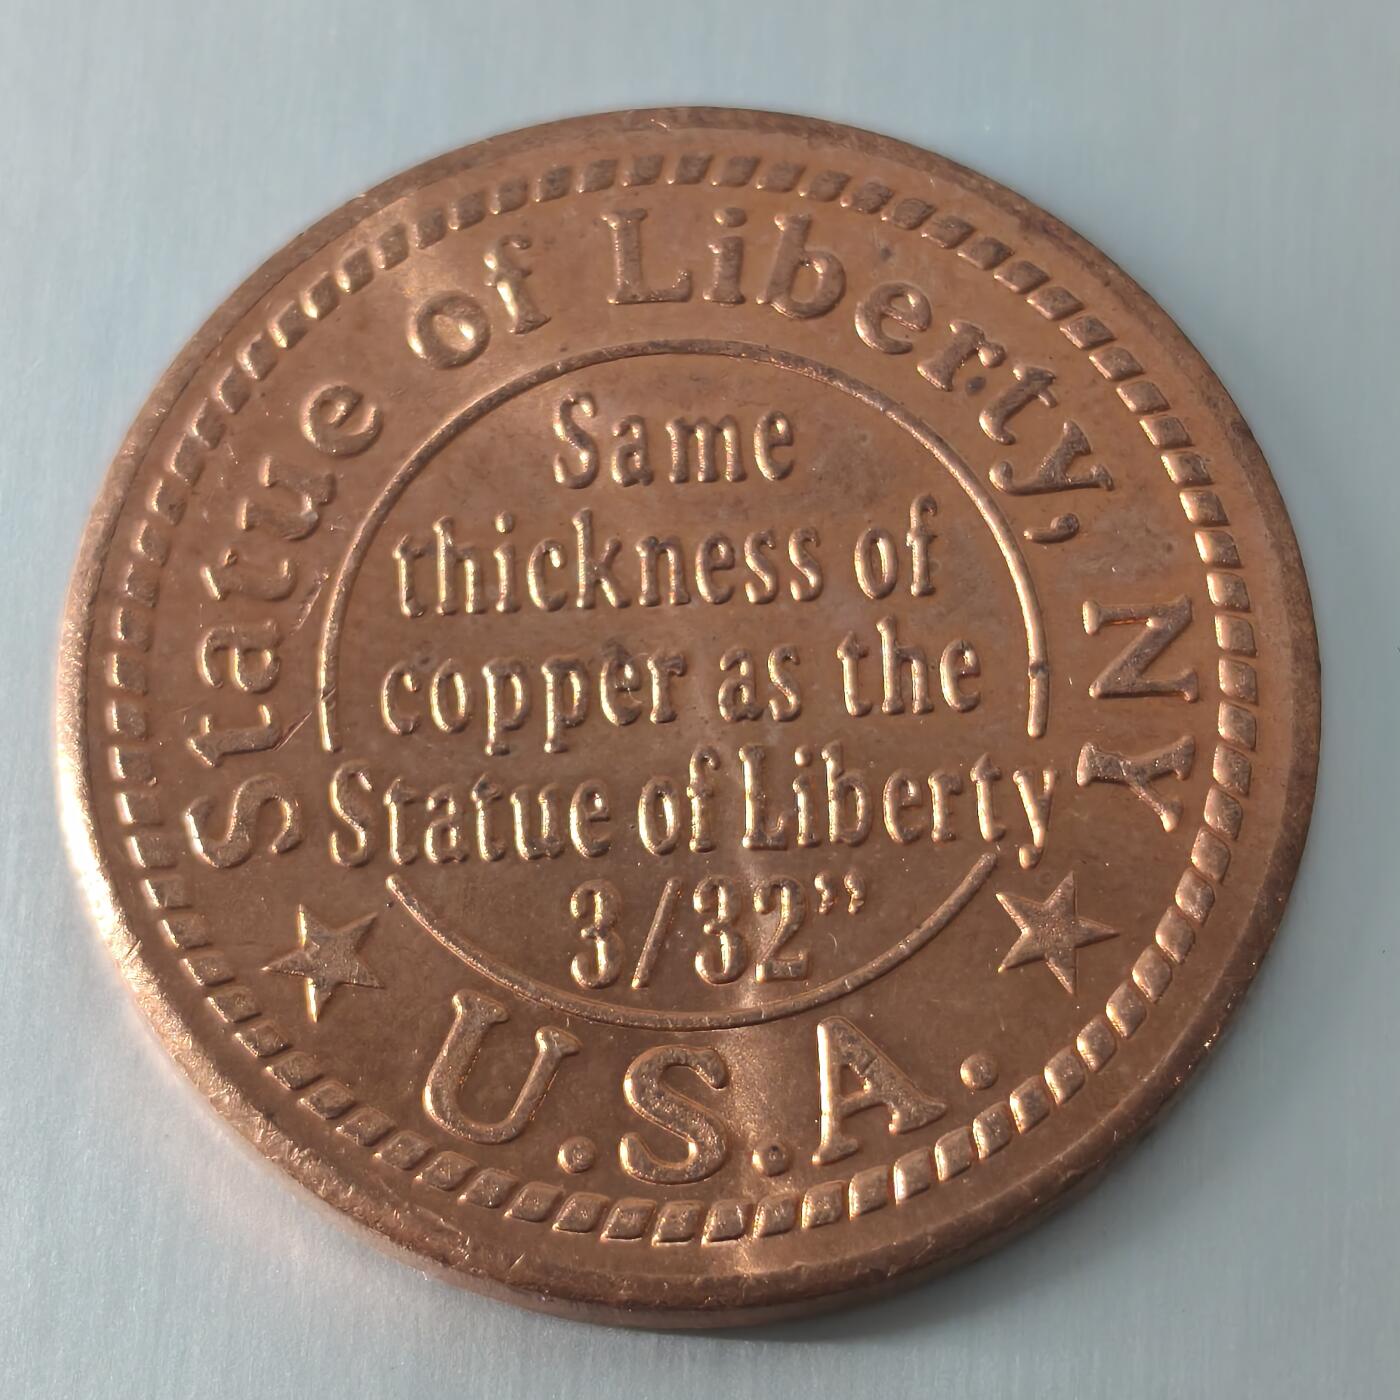 Statue of Liberty, NY
Same
thickness of
copper as the
Statue of Liberty
3/32”
U.S.A.